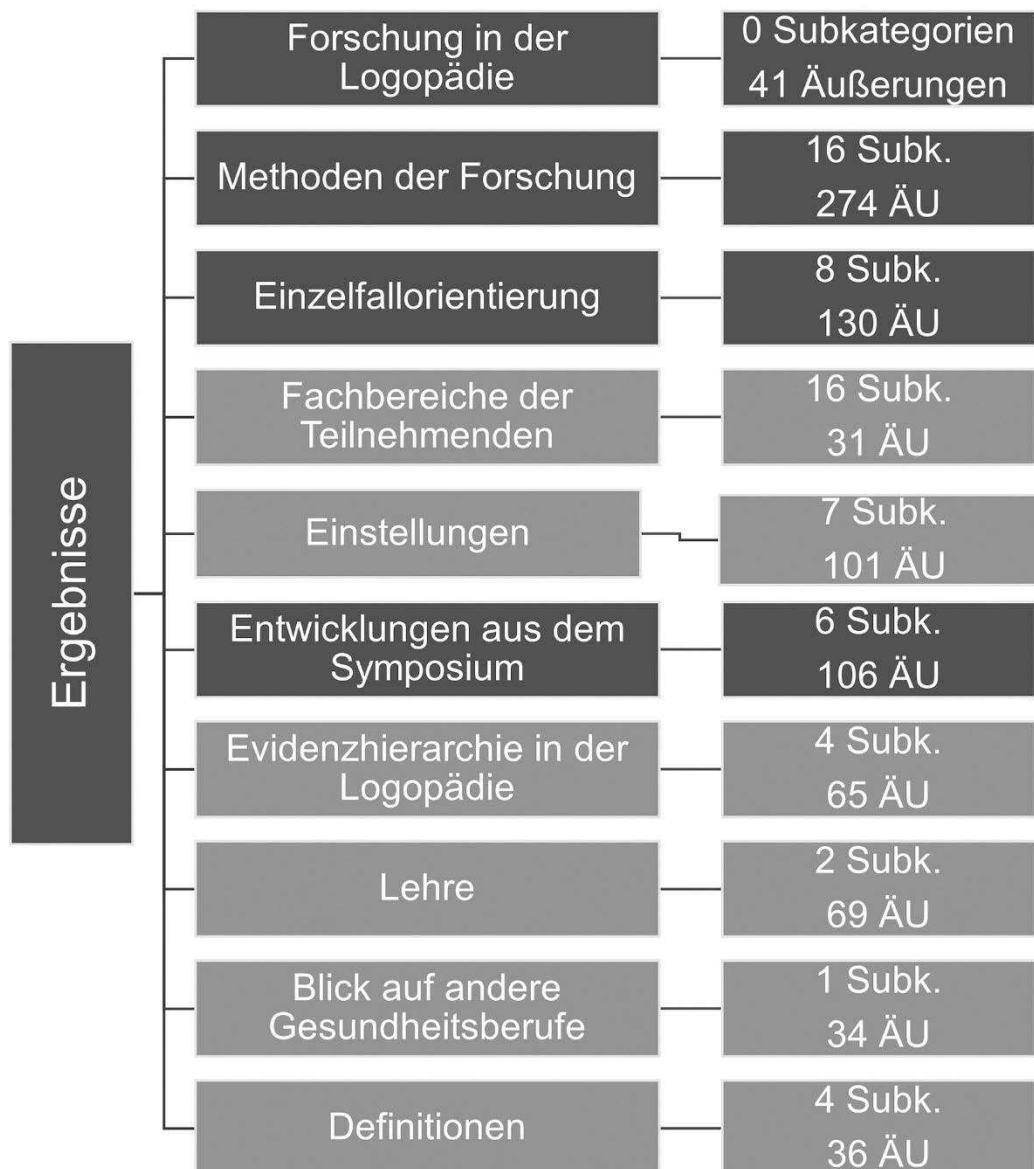 Ergebnisse
Forschung in der
Logopädie
0 Subkategorien
41 Äußerungen
Methoden der Forschung
16 Subk.
274 ÄU
Einzelfallorientierung
8 Subk.
130 ÄU
Fachbereiche der
Teilnehmenden
16 Subk.
31 ÄU
Einstellungen
7 Subk.
101 ÄU
Entwicklungen aus dem
Symposium
6 Subk.
106 ÄU
Evidenzhierarchie in der
Logopädie
4 Subk.
65 ÄU
Lehre
2 Subk.
69 ÄU
Blick auf andere
Gesundheitsberufe
1 Subk.
34 ÄU
Definitionen
4 Subk.
36 ÄU